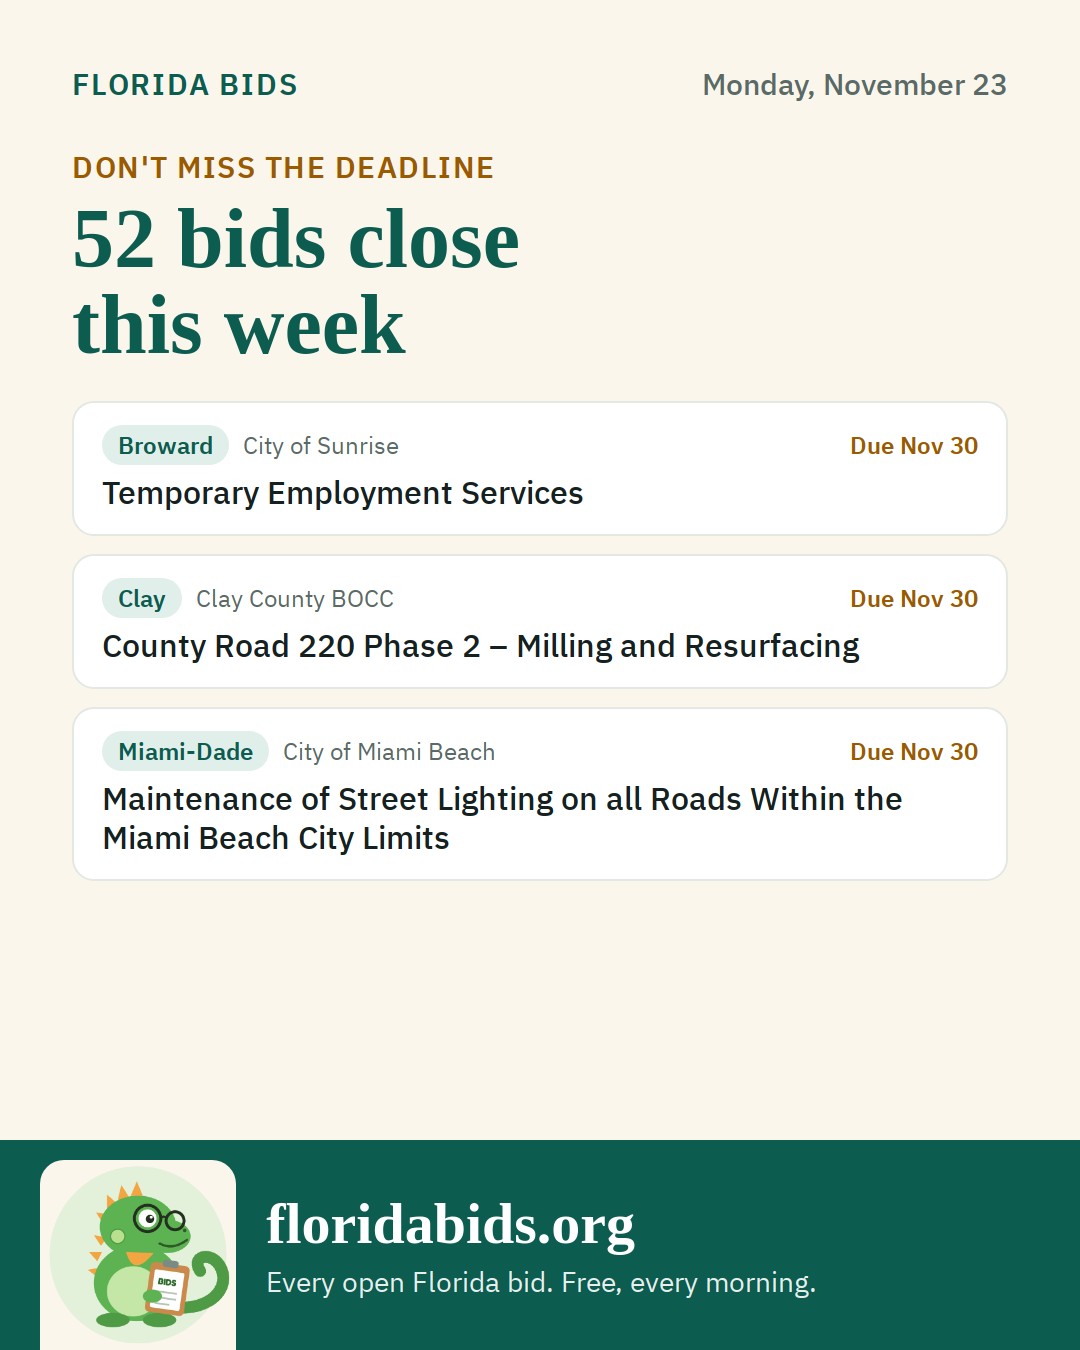 FLORIDA BIDS
Monday, November 23
DON'T MISS THE DEADLINE
52 bids close
this week
Broward City of Sunrise Due Nov 30
Temporary Employment Services
Clay Clay County BOCC Due Nov 30
County Road 220 Phase 2 – Milling and Resurfacing
Miami-Dade City of Miami Beach Due Nov 30
Maintenance of Street Lighting on all Roads Within the
Miami Beach City Limits
BIDS
floridabids.org
Every open Florida bid. Free, every morning.